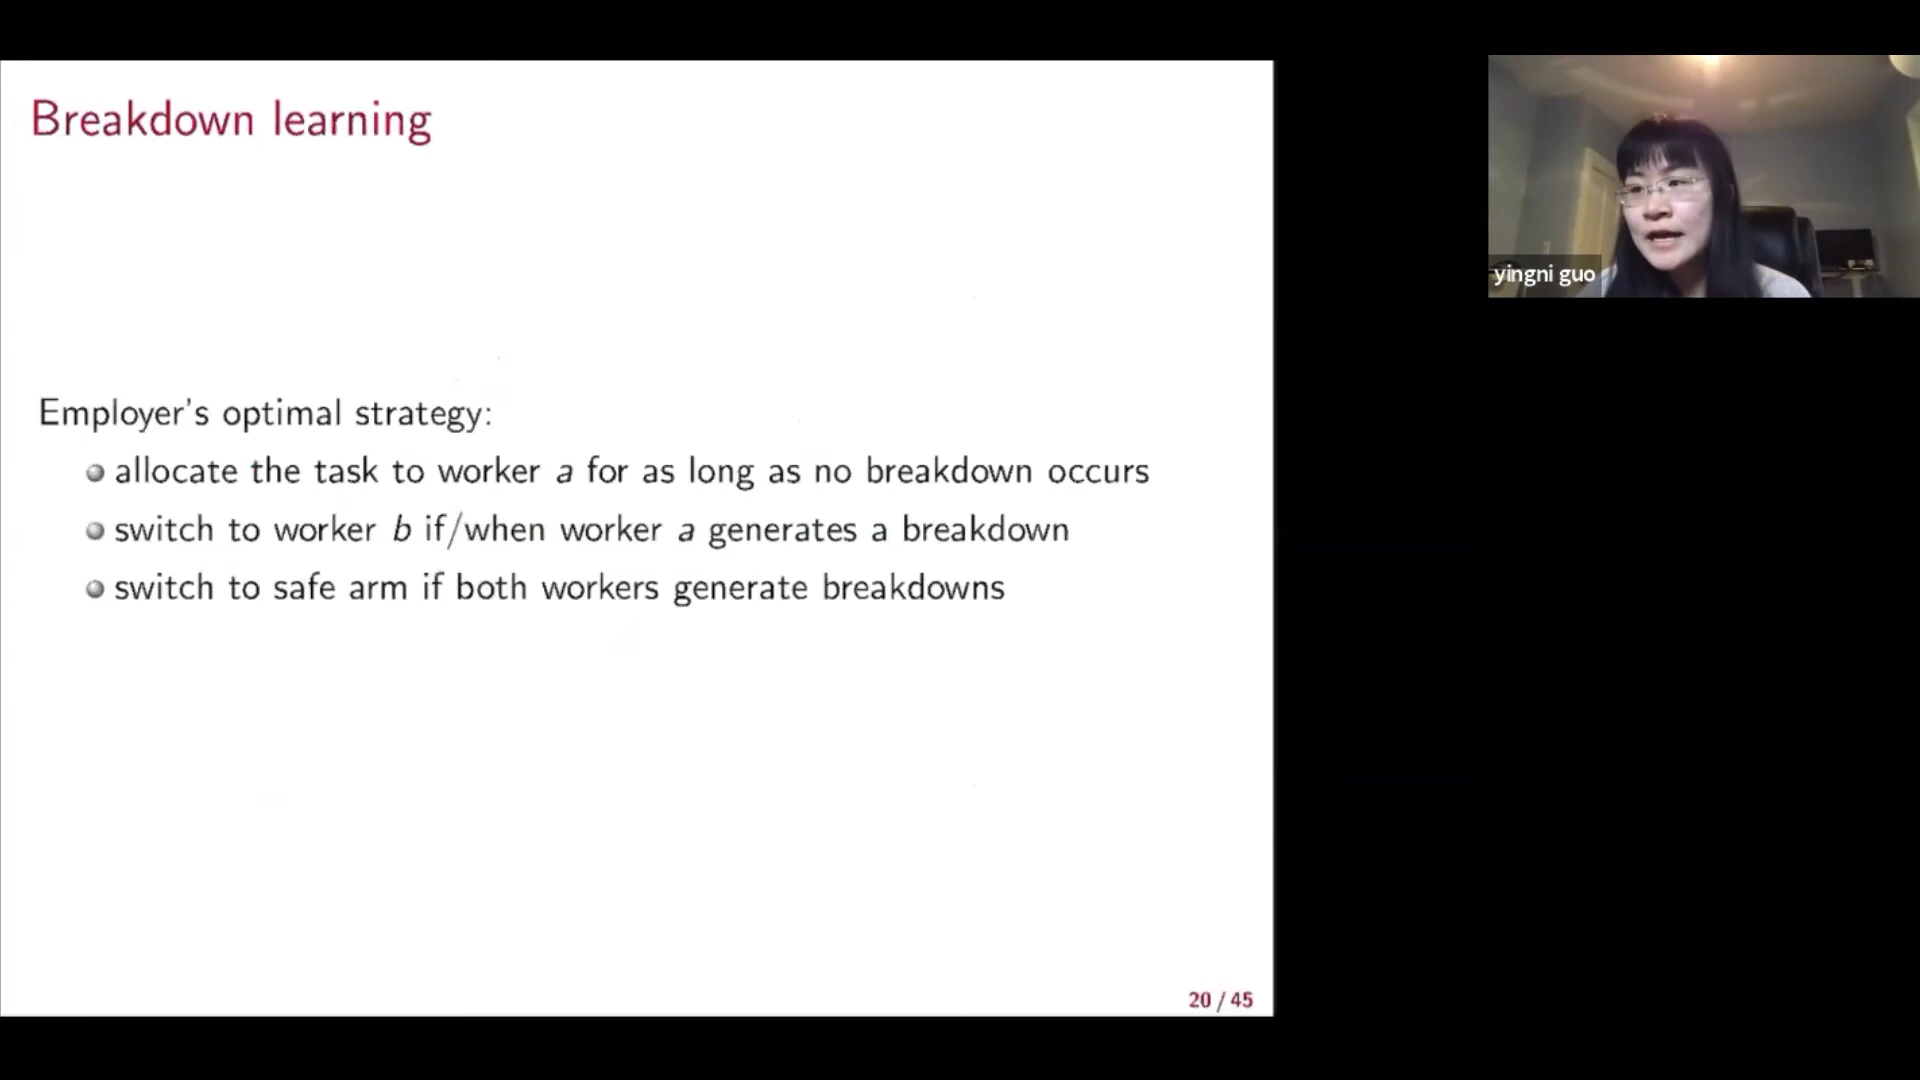 Breakdown learning
Employer's optimal strategy:
allocate the task to worker a for as long as no breakdown occurs
switch to worker b if/when worker a generates a breakdown
switch to safe arm if both workers generate breakdowns
20 / 45
yingni guo